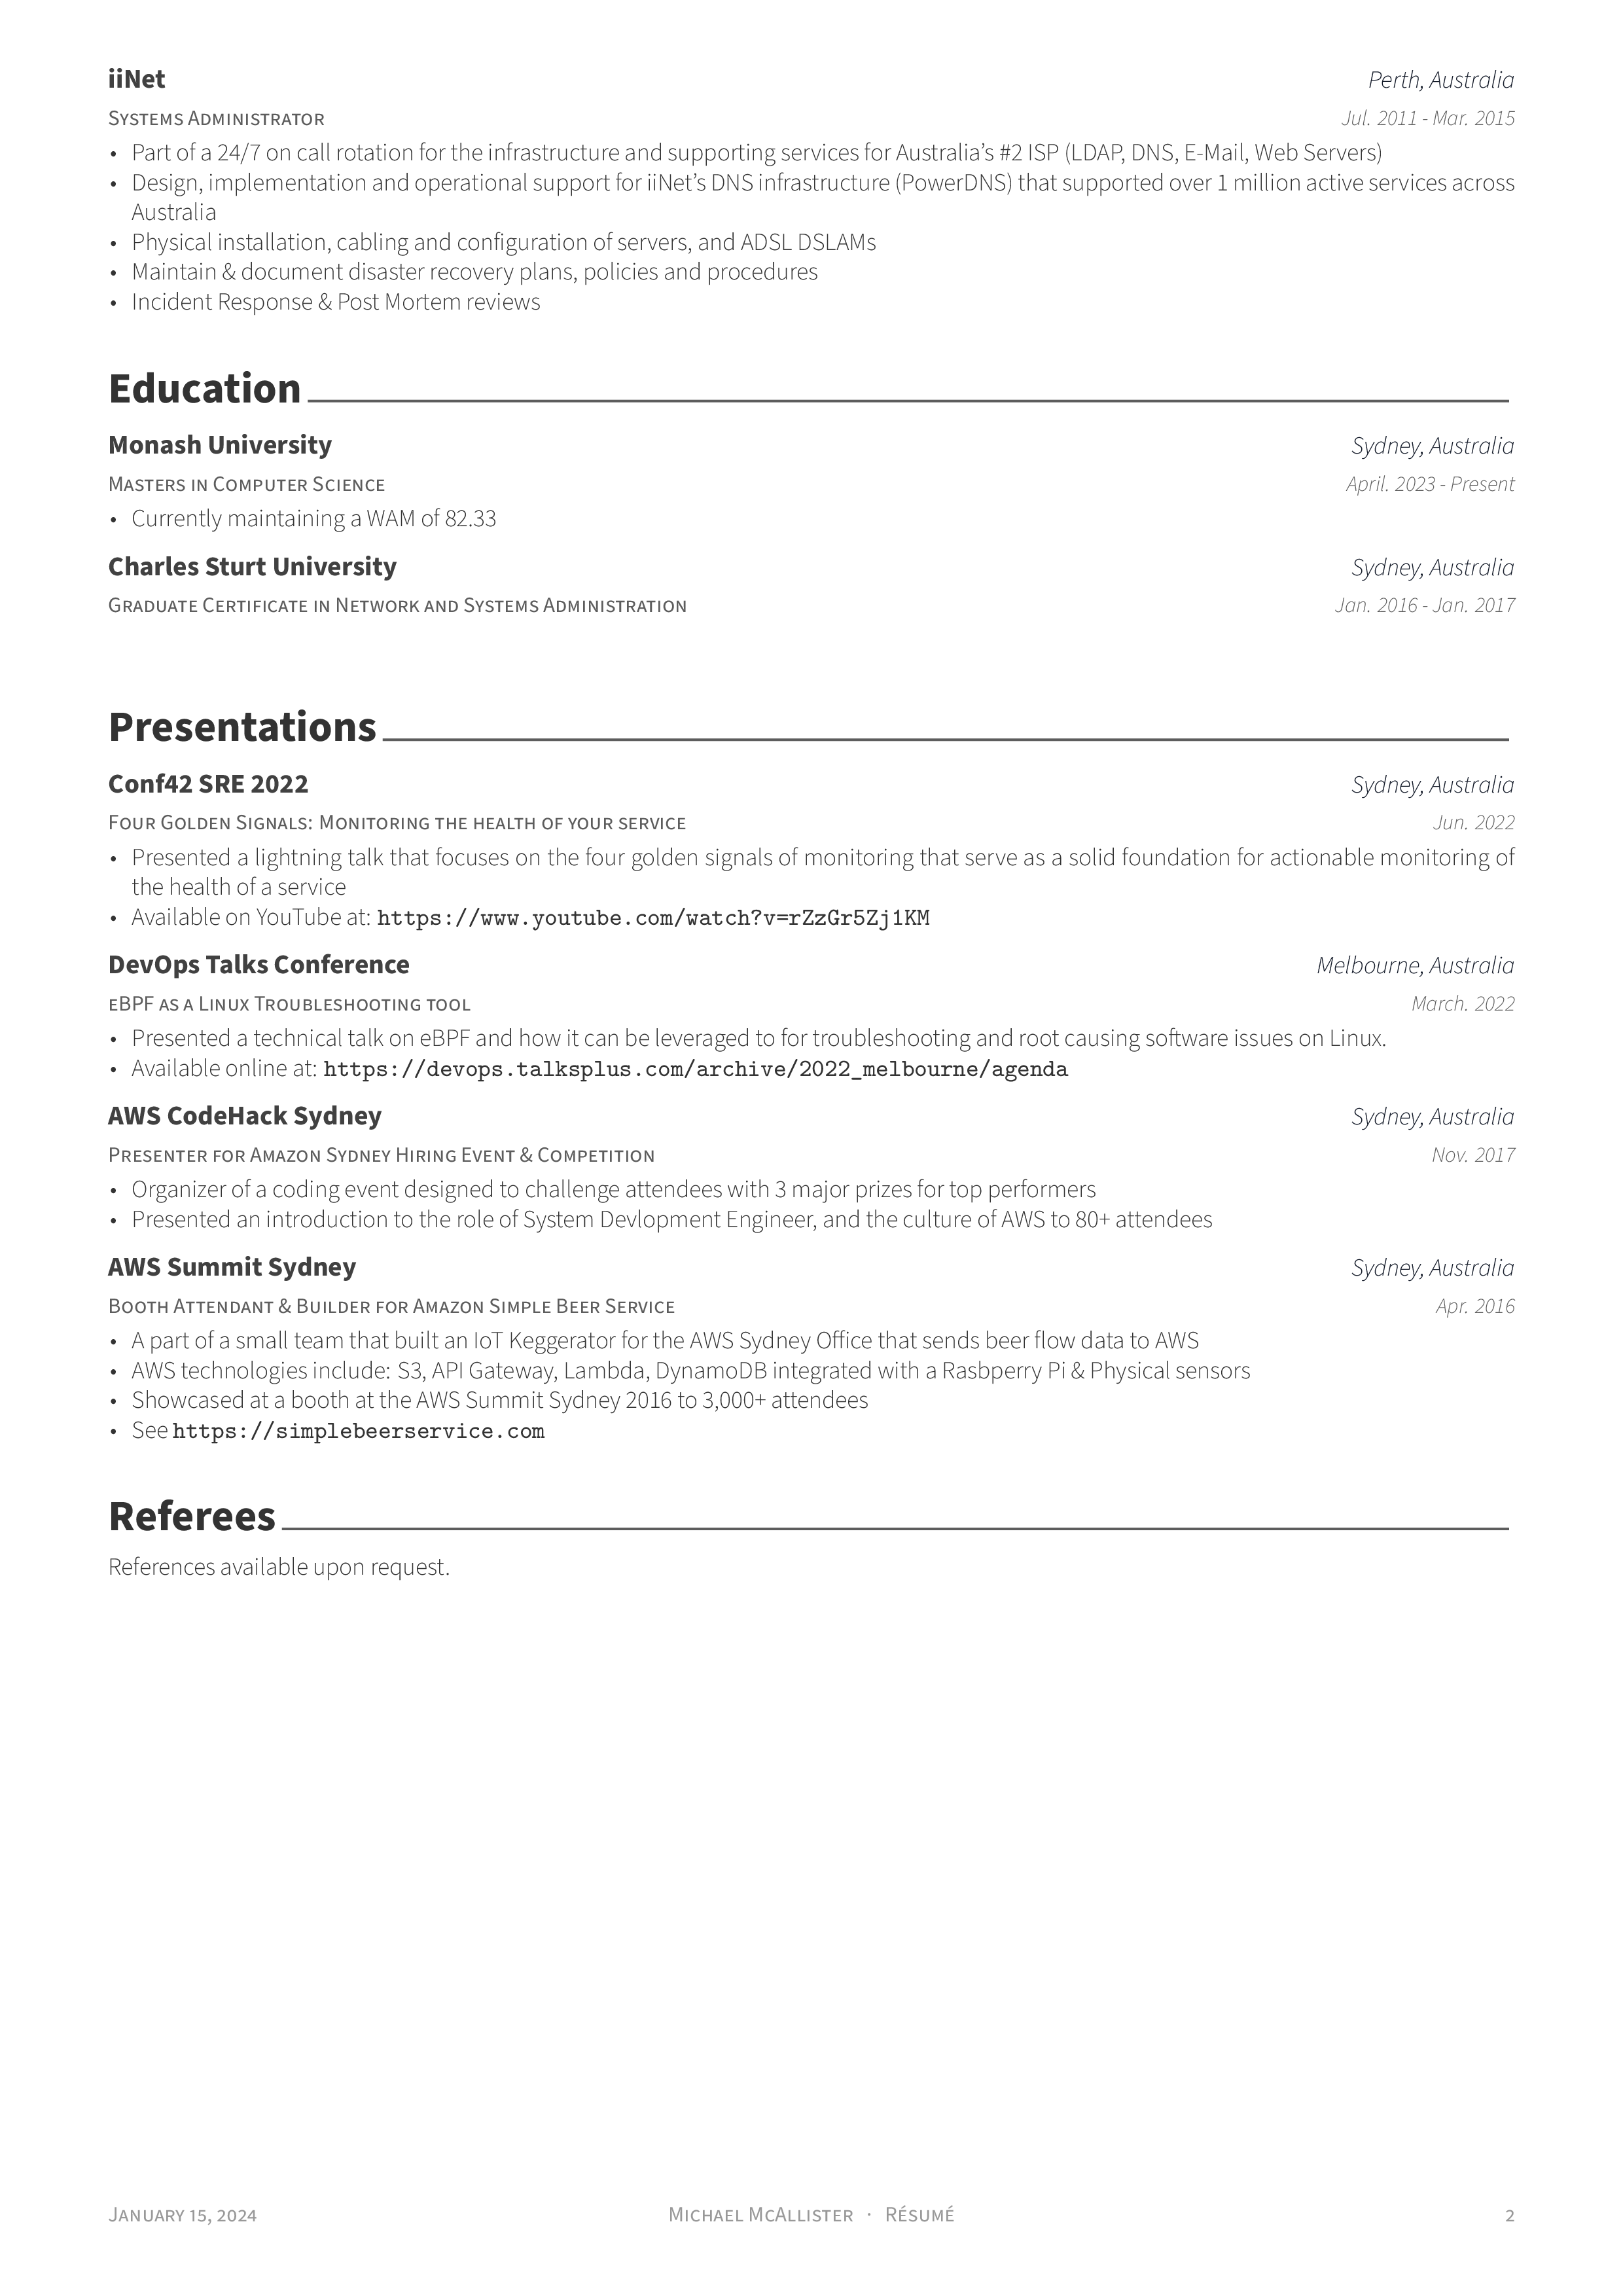 iiNet Perth, Australia
Systems Administrator Jul. 2011 - Mar. 2015
• Part of a 24/7 on call rotation for the infrastructure and supporting services for Australia’s #2 ISP (LDAP, DNS, E-Mail, Web Servers)
• Design, implementation and operational support for iiNet’s DNS infrastructure (PowerDNS) that supported over 1 million active services across
Australia
• Physical installation, cabling and configuration of servers, and ADSL DSLAMs
• Maintain & document disaster recovery plans, policies and procedures
• Incident Response & Post Mortem reviews
Education
Monash University Sydney, Australia
Masters in Computer Science April. 2023 - Present
• Currently maintaining a WAM of 82.33
Charles Sturt University Sydney, Australia
Graduate Certificate in Network and Systems Administration Jan. 2016 - Jan. 2017
Presentations
Conf42 SRE 2022 Sydney, Australia
Four Golden Signals: Monitoring the health of your service Jun. 2022
• Presented a lightning talk that focuses on the four golden signals of monitoring that serve as a solid foundation for actionable monitoring of
the health of a service
• Available on YouTube at: https://www.youtube.com/watch?v=rZzGr5Zj1KM
DevOps Talks Conference Melbourne, Australia
eBPF as a Linux Troubleshooting tool March. 2022
• Presented a technical talk on eBPF and how it can be leveraged to for troubleshooting and root causing software issues on Linux.
• Available online at: https://devops.talksplus.com/archive/2022_melbourne/agenda
AWS CodeHack Sydney Sydney, Australia
Presenter for Amazon Sydney Hiring Event & Competition Nov. 2017
• Organizer of a coding event designed to challenge attendees with 3 major prizes for top performers
• Presented an introduction to the role of System Devlopment Engineer, and the culture of AWS to 80+ attendees
AWS Summit Sydney Sydney, Australia
Booth Attendant & Builder for Amazon Simple Beer Service Apr. 2016
• A part of a small team that built an IoT Keggerator for the AWS Sydney Office that sends beer flow data to AWS
• AWS technologies include: S3, API Gateway, Lambda, DynamoDB integrated with a Rasbperry Pi & Physical sensors
• Showcased at a booth at the AWS Summit Sydney 2016 to 3,000+ attendees
• See https://simplebeerservice.com
Referees
References available upon request.
January 15, 2024 Michael McAllister · Résumé 2